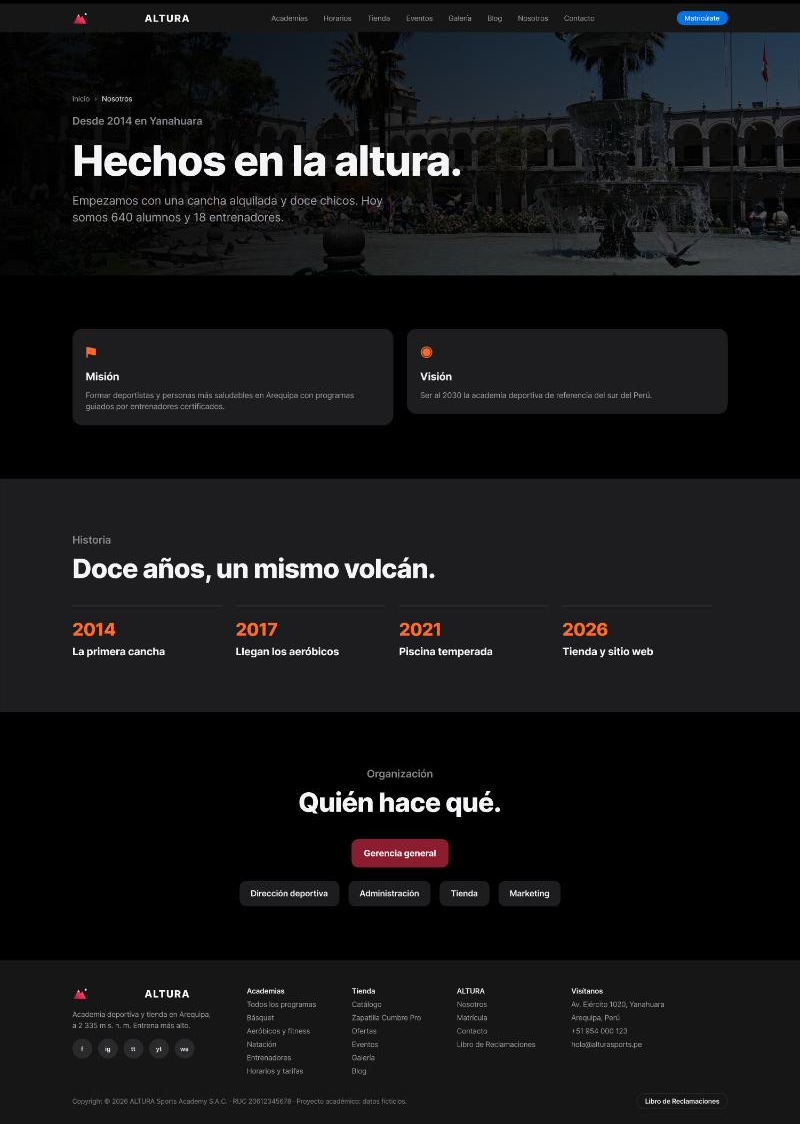 ALTURA
Academias Horarios Tienda Eventos Galería Blog Nosotros Contacto
Matricúlate
Inicio › Nosotros
Desde 2014 en Yanahuara
Hechos en la altura.
Empezamos con una cancha alquilada y doce chicos. Hoy
somos 640 alumnos y 18 entrenadores.
Misión
Formar deportistas y personas más saludables en Arequipa con programas
guiados por entrenadores certificados.
Visión
Ser al 2030 la academia deportiva de referencia del sur del Perú.
Historia
Doce años, un mismo volcán.
2014
La primera cancha
2017
Llegan los aeróbicos
2021
Piscina temperada
2026
Tienda y sitio web
Organización
Quién hace qué.
Gerencia general
Dirección deportiva
Administración
Tienda
Marketing
ALTURA
Academia deportiva y tienda en Arequipa,
a 2 335 m s. n. m. Entrena más alto.
f ig tt yt wa
Academias
Todos los programas
Básquet
Aeróbicos y fitness
Natación
Entrenadores
Horarios y tarifas
Tienda
Catálogo
Zapatilla Cumbre Pro
Ofertas
Eventos
Galería
Blog
ALTURA
Nosotros
Matrícula
Contacto
Libro de Reclamaciones
Visítanos
Av. Ejército 1020, Yanahuara
Arequipa, Perú
+51 954 000 123
hola@alturasports.pe
Copyright © 2026 ALTURA Sports Academy S.A.C. · RUC 20612345678 · Proyecto académico: datos ficticios.
Libro de Reclamaciones